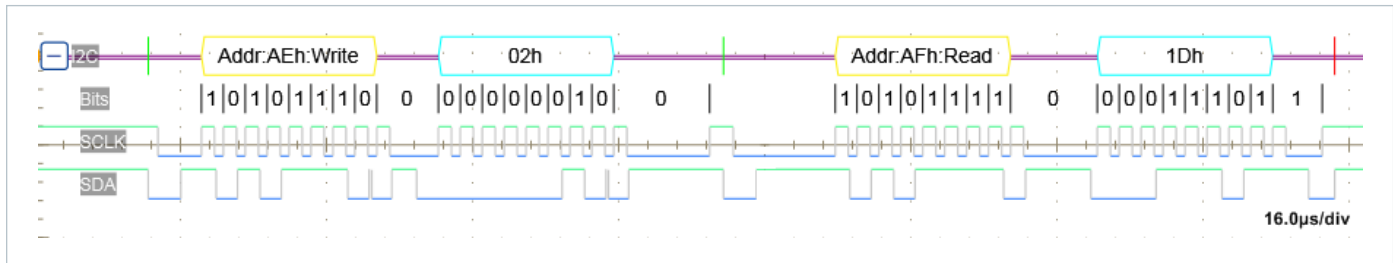 I2C Addr:AEh:Write 02h Addr:AFh:Read 1Dh
Bits 1 0 1 0 1 1 1 0 0 0 0 0 0 0 0 1 0 0 1 0 1 0 1 1 1 1 0 0 0 0 1 1 1 0 1 1
SCLK
SDA
16.0µs/div